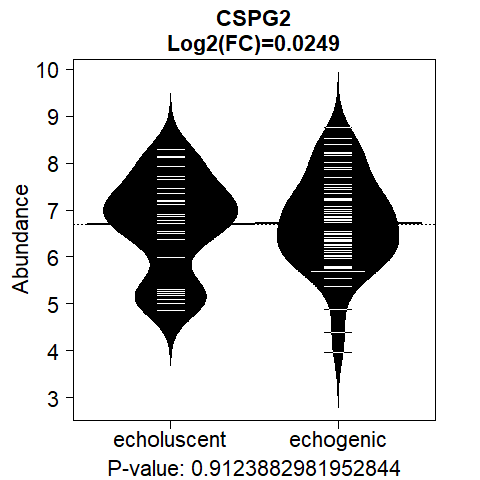 CSPG2
Log2(FC)=0.0249
10
9
8
7
6
5
4
3
Abundance
echoluscent echogenic
P-value: 0.9123882981952844